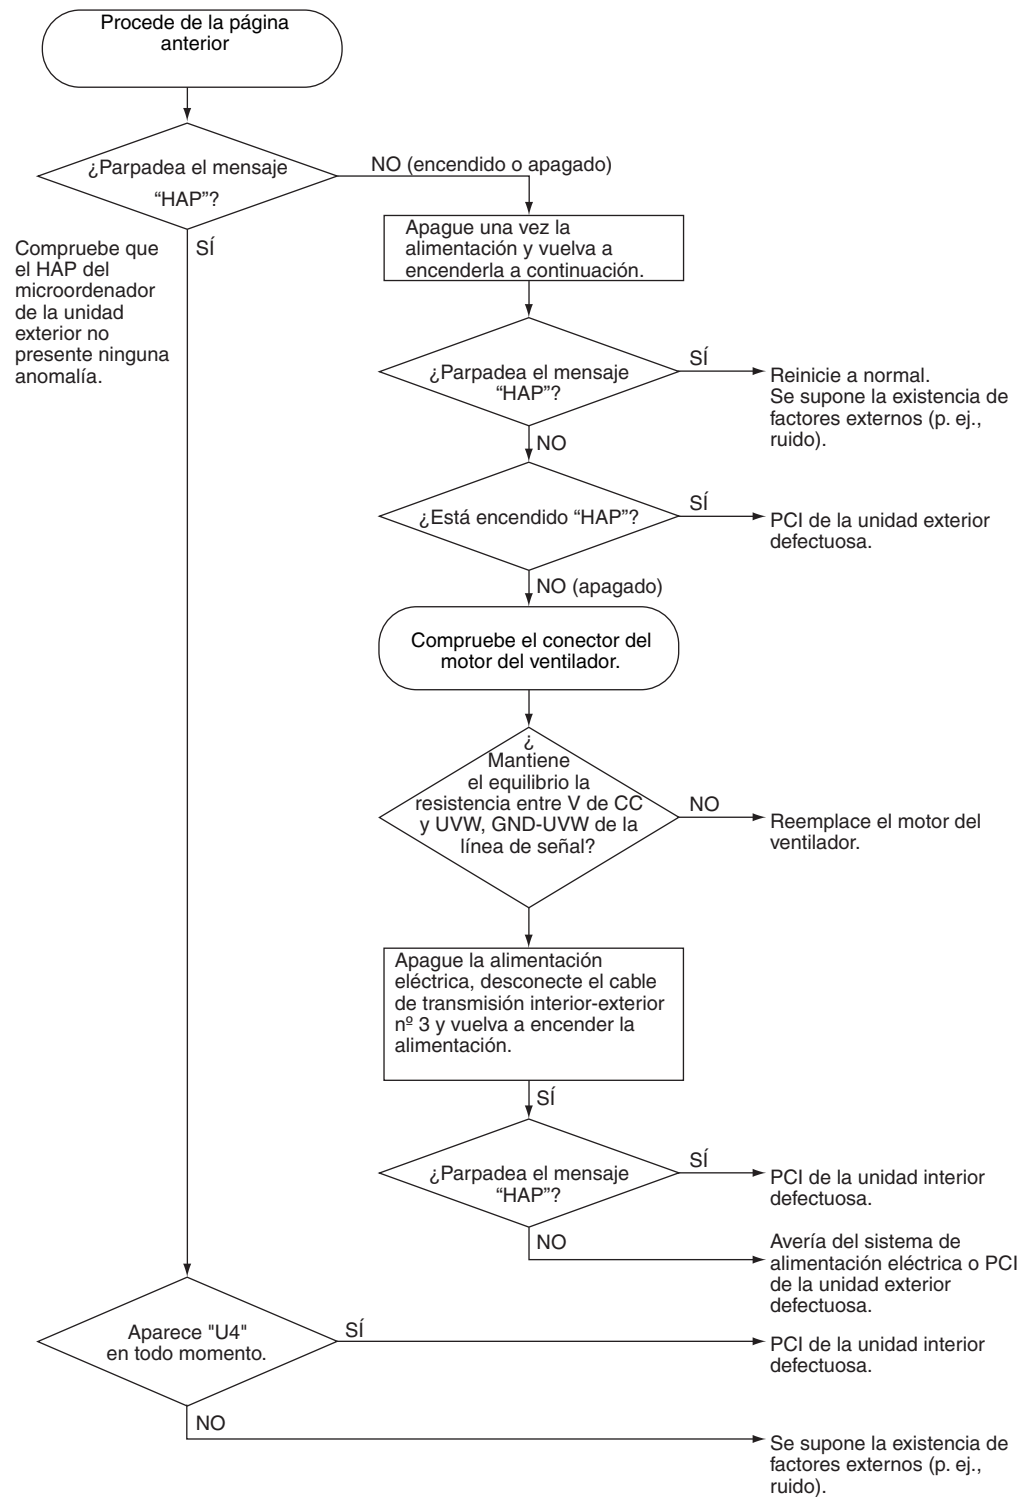 Procede de la página
anterior
¿Parpadea el mensaje
“HAP”?
NO (encendido o apagado)
Compruebe que
el HAP del
microordenador
de la unidad
exterior no
presente ninguna
anomalía.
SÍ
Apague una vez la
alimentación y vuelva a
encenderla a continuación.
¿Parpadea el mensaje
“HAP”?
SÍ
Reinicie a normal.
Se supone la existencia de
factores externos (p. ej.,
ruido).
NO
¿Está encendido “HAP”?
SÍ
PCI de la unidad exterior
defectuosa.
NO (apagado)
Compruebe el conector del
motor del ventilador.
¿
Mantiene
el equilibrio la
resistencia entre V de CC
y UVW, GND-UVW de la
línea de señal?
NO
Reemplace el motor del
ventilador.
Apague la alimentación
eléctrica, desconecte el cable
de transmisión interior-exterior
nº 3 y vuelva a encender la
alimentación.
SÍ
¿Parpadea el mensaje
“HAP”?
SÍ
PCI de la unidad interior
defectuosa.
NO
Avería del sistema de
alimentación eléctrica o PCI
de la unidad exterior
defectuosa.
Aparece "U4"
en todo momento.
SÍ
PCI de la unidad interior
defectuosa.
NO
Se supone la existencia de
factores externos (p. ej.,
ruido).